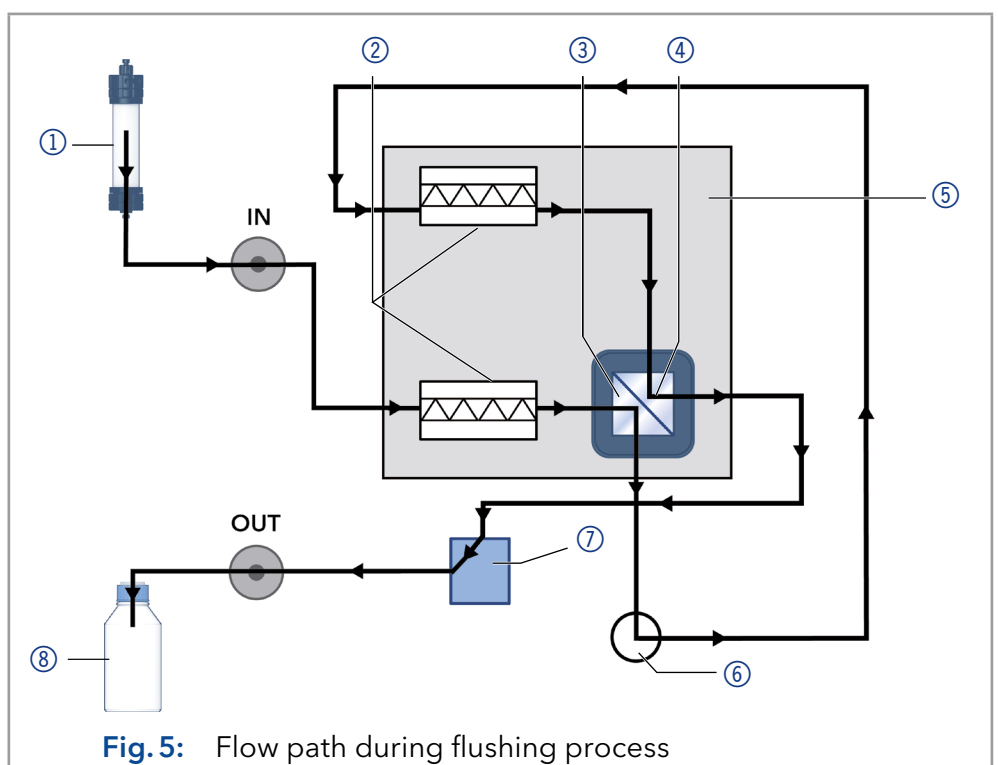 ② ③ ④
①
⑤
IN
OUT
⑦
⑧
⑥
Fig. 5: Flow path during flushing process